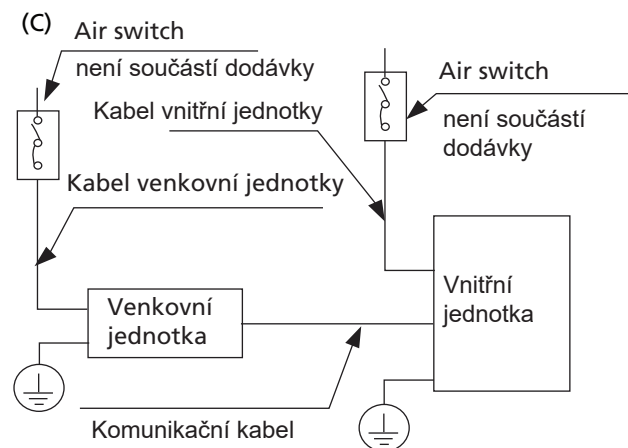 (C)
Air switch
není součástí dodávky
Air switch
není součástí
dodávky
Kabel vnitřní jednotky
Kabel venkovní jednotky
Venkovní
jednotka
Vnitřní
jednotka
Komunikační kabel